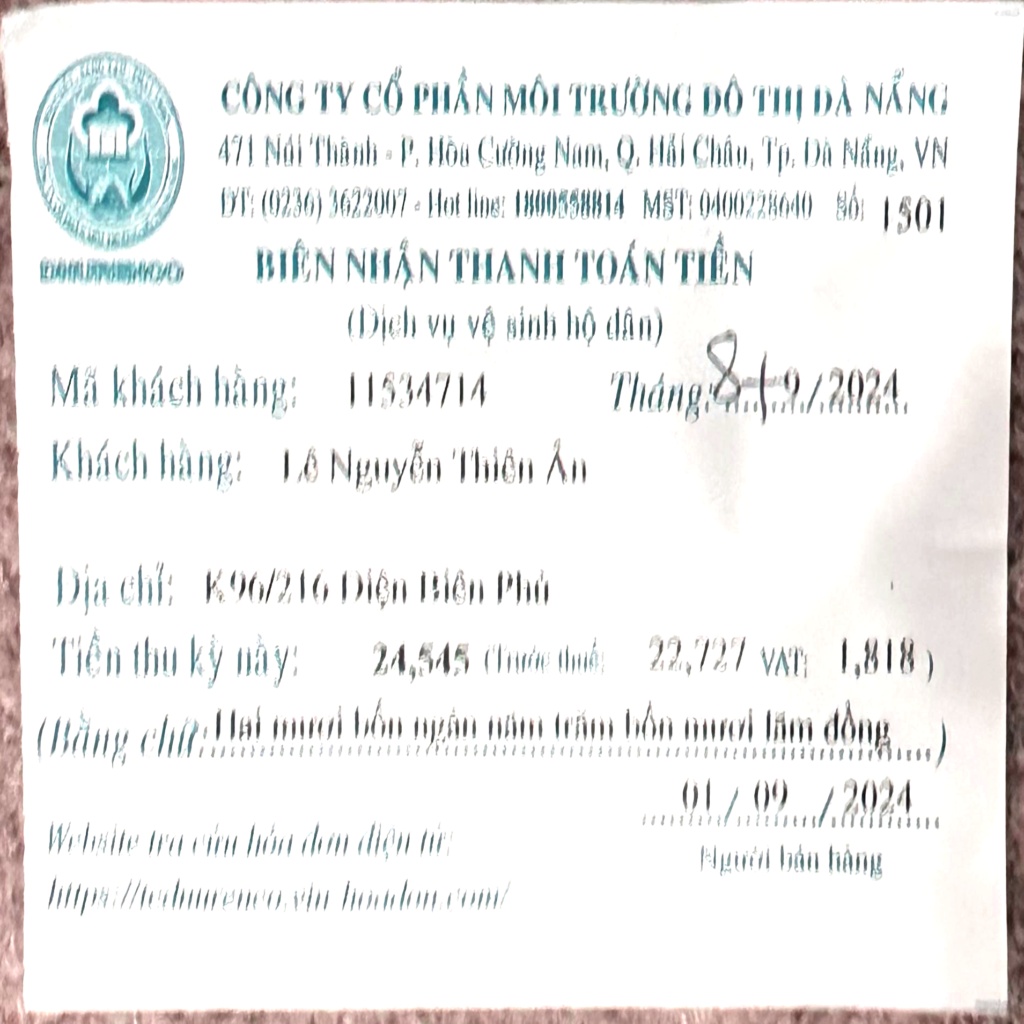 CÔNG TY CỔ PHẦN MÔI TRƯỜNG ĐÔ THỊ ĐÀ NẴNG
471 Núi Thành - P. Hòa Cường Nam, Q. Hải Châu, Tp. Đà Nẵng, VN
ĐT: (0236) 3622007 - Hot line: 1800558814 MST: 0400228640 Số: 1501
BIÊN NHẬN THANH TOÁN TIỀN
(Dịch vụ vệ sinh hộ dân)
Mã khách hàng: 11534714 Tháng: 8+9/2024
Khách hàng: Lê Nguyễn Thiên Ân
Địa chỉ: K96/216 Điện Biên Phủ
Tiền thu kỳ này: 24,545 (Trước thuế: 22,727 VAT: 1,818 )
(Bằng chữ: Hai mươi bốn ngàn năm trăm bốn mươi lăm đồng )
01 / 09 / 2024
Website tra cứu hóa đơn điện tử:
Người bán hàng